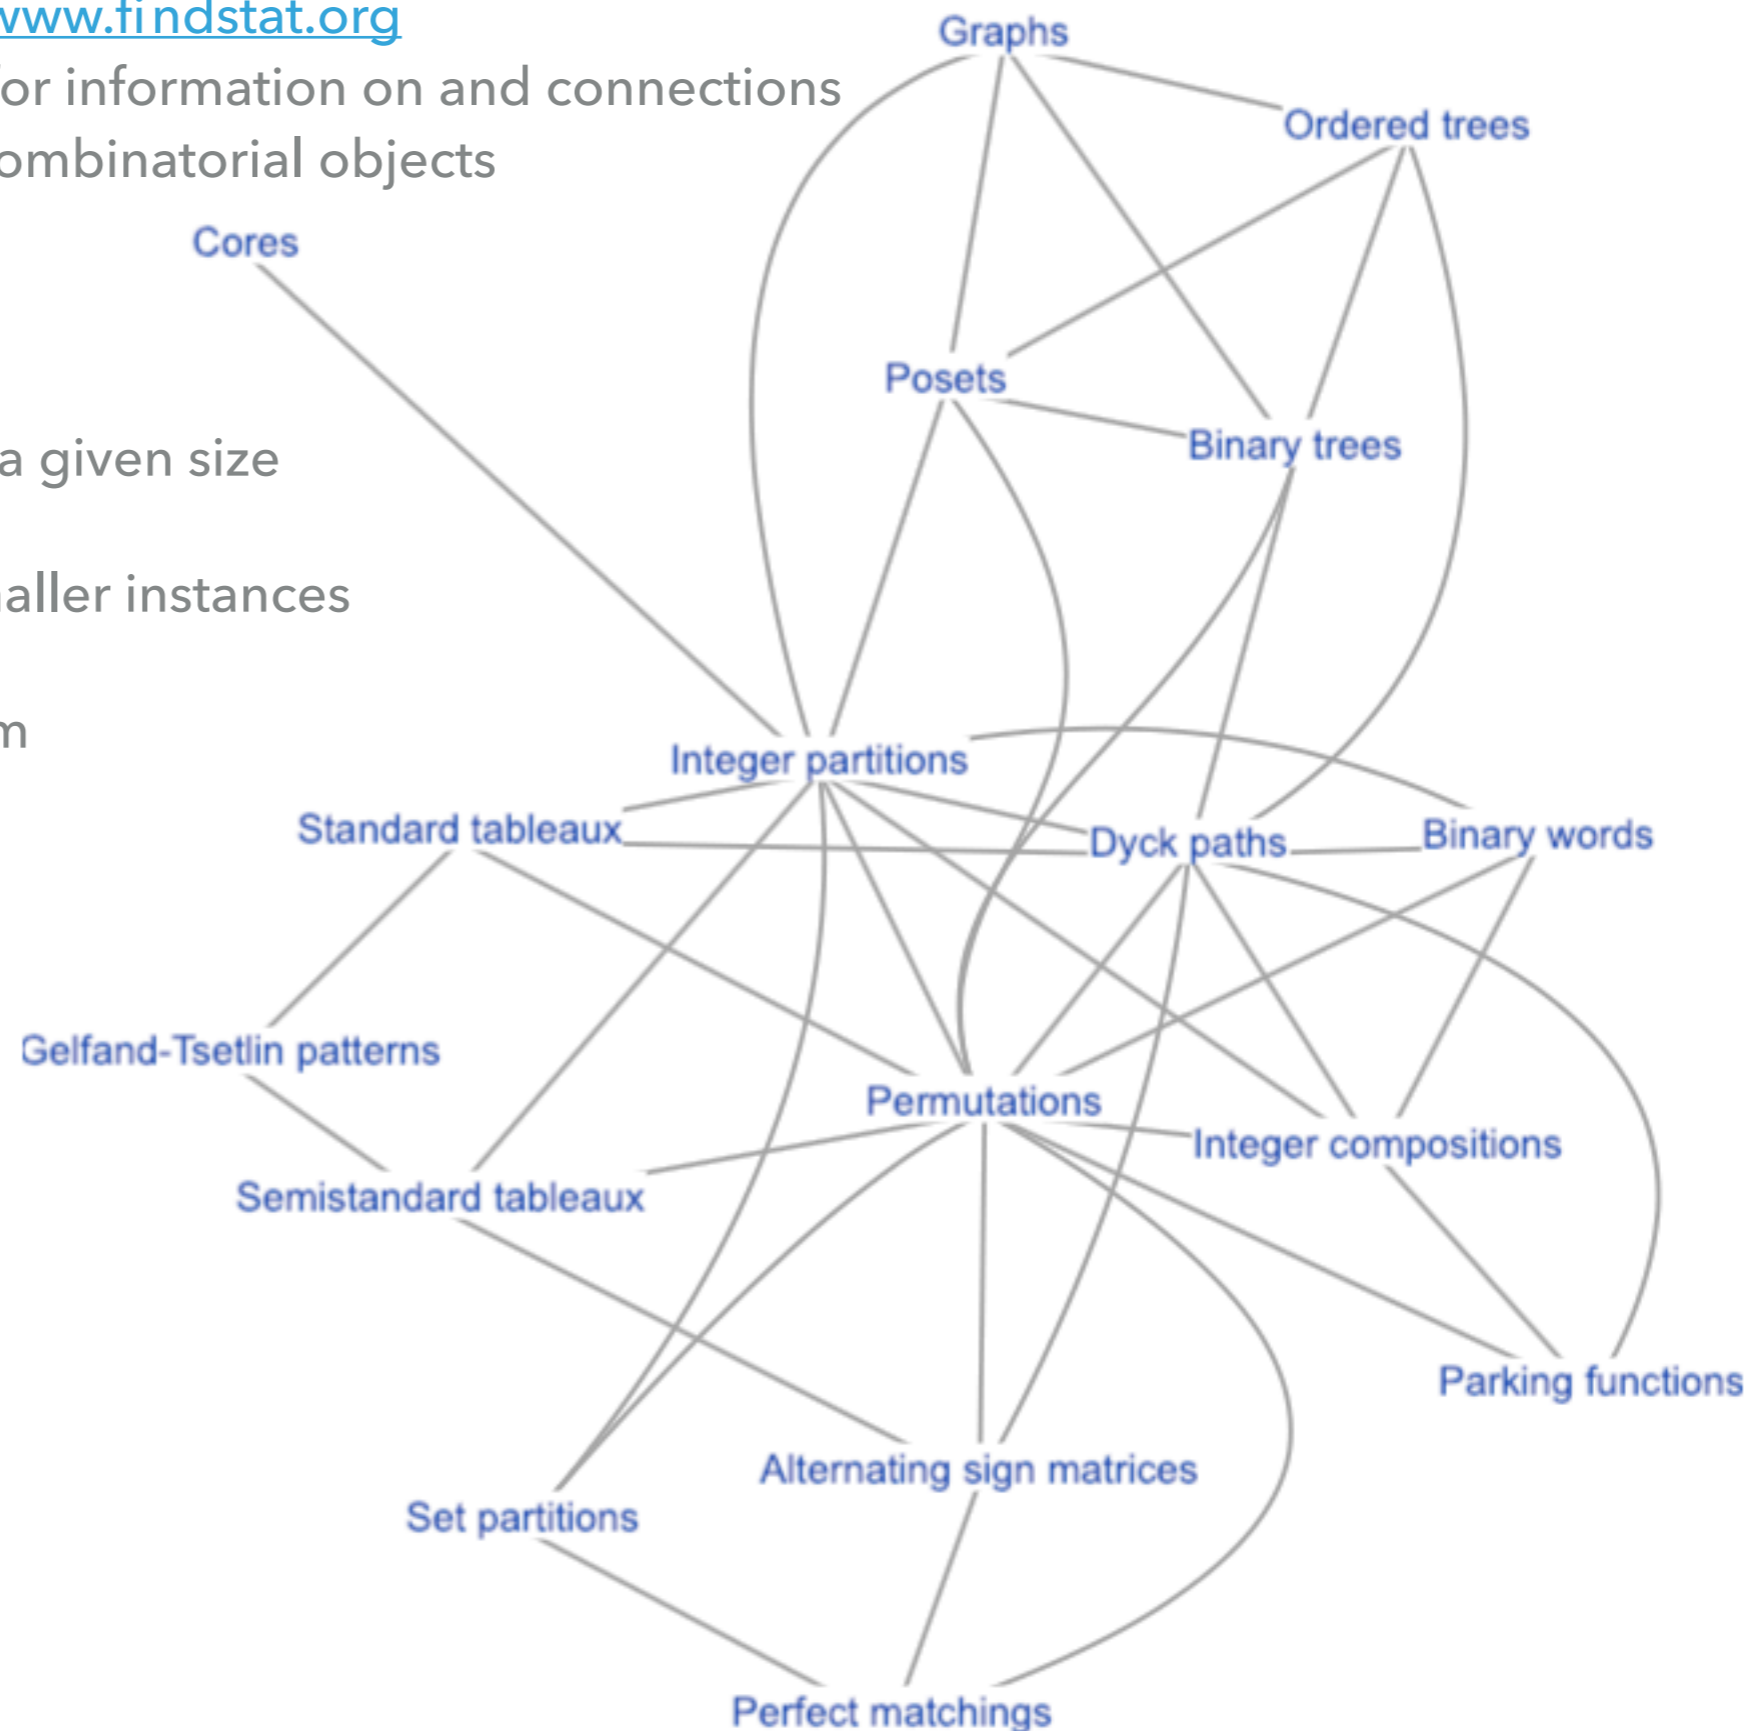 www.findstat.org
or information on and connections
ombinatorial objects
a given size
aller instances
m
Graphs
Ordered trees
Cores
Posets
Binary trees
Integer partitions
Standard tableaux
Dyck paths
Binary words
Gelfand-Tsetlin patterns
Permutations
Integer compositions
Semistandard tableaux
Parking functions
Alternating sign matrices
Set partitions
Perfect matchings